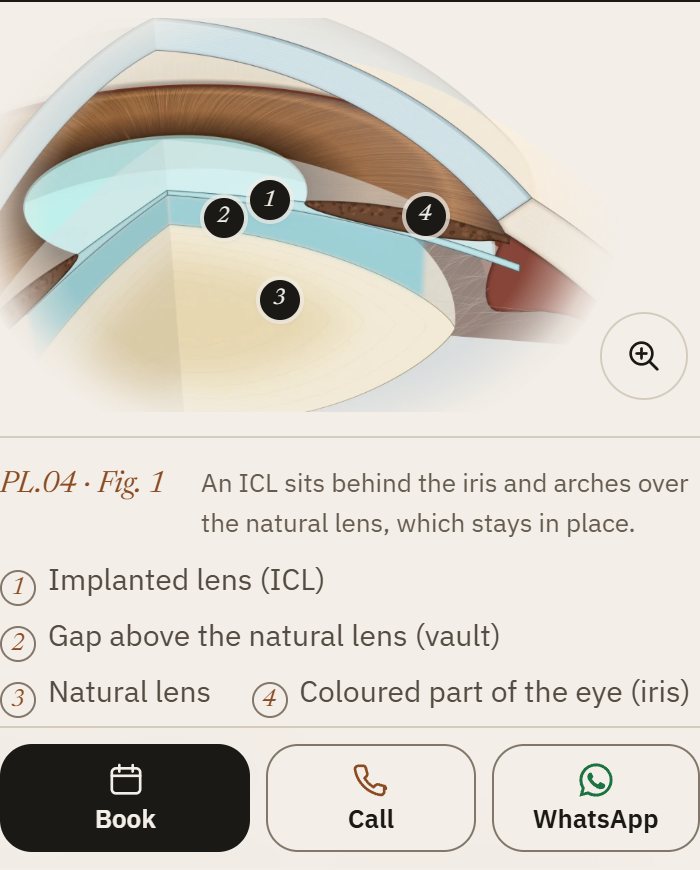 1
2
4
3
PL.04 · Fig. 1
An ICL sits behind the iris and arches over
the natural lens, which stays in place.
1 Implanted lens (ICL)
2 Gap above the natural lens (vault)
3 Natural lens
4 Coloured part of the eye (iris)
Book
Call
WhatsApp